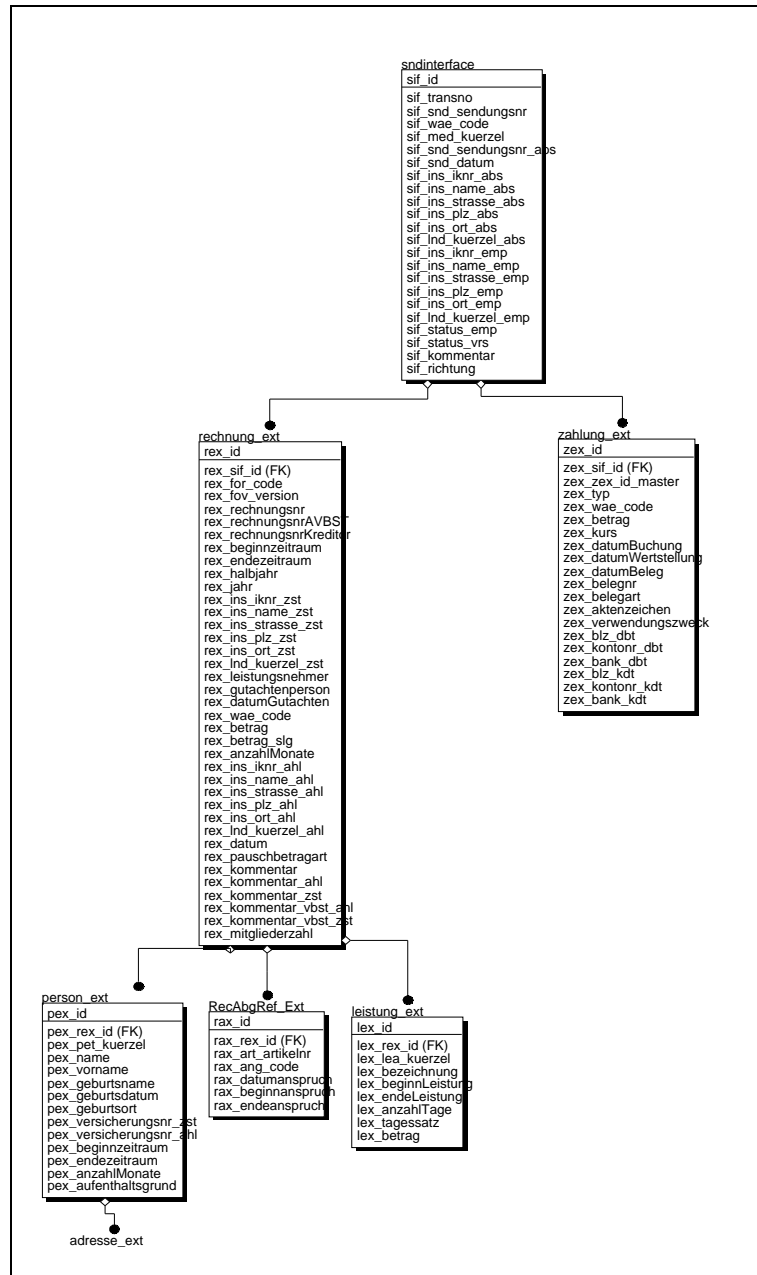 sndinterface
sif_id
sif_transno
sif_snd_sendungsnr
sif_wae_code
sif_med_kuerzel
sif_snd_sendungsnr_abs
sif_snd_datum
sif_ins_iknr_abs
sif_ins_name_abs
sif_ins_strasse_abs
sif_ins_plz_abs
sif_ins_ort_abs
sif_lnd_kuerzel_abs
sif_ins_iknr_emp
sif_ins_name_emp
sif_ins_strasse_emp
sif_ins_plz_emp
sif_ins_ort_emp
sif_lnd_kuerzel_emp
sif_status_emp
sif_status_vrs
sif_kommentar
sif_richtung
rechnung_ext
rex_id
rex_sif_id (FK)
rex_for_code
rex_fov_version
rex_rechnungsnr
rex_rechnungsnrAVBST
rex_rechnungsnrKreditor
rex_beginnzeitraum
rex_endezeitraum
rex_halbjahr
rex_jahr
rex_ins_iknr_zst
rex_ins_name_zst
rex_ins_strasse_zst
rex_ins_plz_zst
rex_ins_ort_zst
rex_lnd_kuerzel_zst
rex_leistungsnehmer
rex_gutachtenperson
rex_datumGutachten
rex_wae_code
rex_betrag
rex_betrag_slg
rex_anzahlMonate
rex_ins_iknr_ahl
rex_ins_name_ahl
rex_ins_strasse_ahl
rex_ins_plz_ahl
rex_ins_ort_ahl
rex_lnd_kuerzel_ahl
rex_datum
rex_pauschbetragart
rex_kommentar
rex_kommentar_ahl
rex_kommentar_zst
rex_kommentar_vbst_ahl
rex_kommentar_vbst_zst
rex_mitgliederzahl
zahlung_ext
zex_id
zex_sif_id (FK)
zex_zex_id_master
zex_typ
zex_wae_code
zex_betrag
zex_kurs
zex_datumBuchung
zex_datumWertstellung
zex_datumBeleg
zex_belegnr
zex_belegart
zex_aktenzeichen
zex_verwendungszweck
zex_blz_dbt
zex_kontonr_dbt
zex_bank_dbt
zex_blz_kdt
zex_kontonr_kdt
zex_bank_kdt
person_ext
pex_id
pex_rex_id (FK)
pex_pet_kuerzel
pex_name
pex_vorname
pex_geburtsname
pex_geburtsdatum
pex_geburtsort
pex_versicherungsnr_zst
pex_versicherungsnr_ahl
pex_beginnzeitraum
pex_endezeitraum
pex_anzahlMonate
pex_aufenthaltsgrund
RecAbgRef_Ext
rax_id
rax_rex_id (FK)
rax_art_artikelnr
rax_ang_code
rax_datumanspruch
rax_beginnanspruch
rax_endeanspruch
leistung_ext
lex_id
lex_rex_id (FK)
lex_lea_kuerzel
lex_bezeichnung
lex_beginnLeistung
lex_endeLeistung
lex_anzahlTage
lex_tagessatz
lex_betrag
adresse_ext